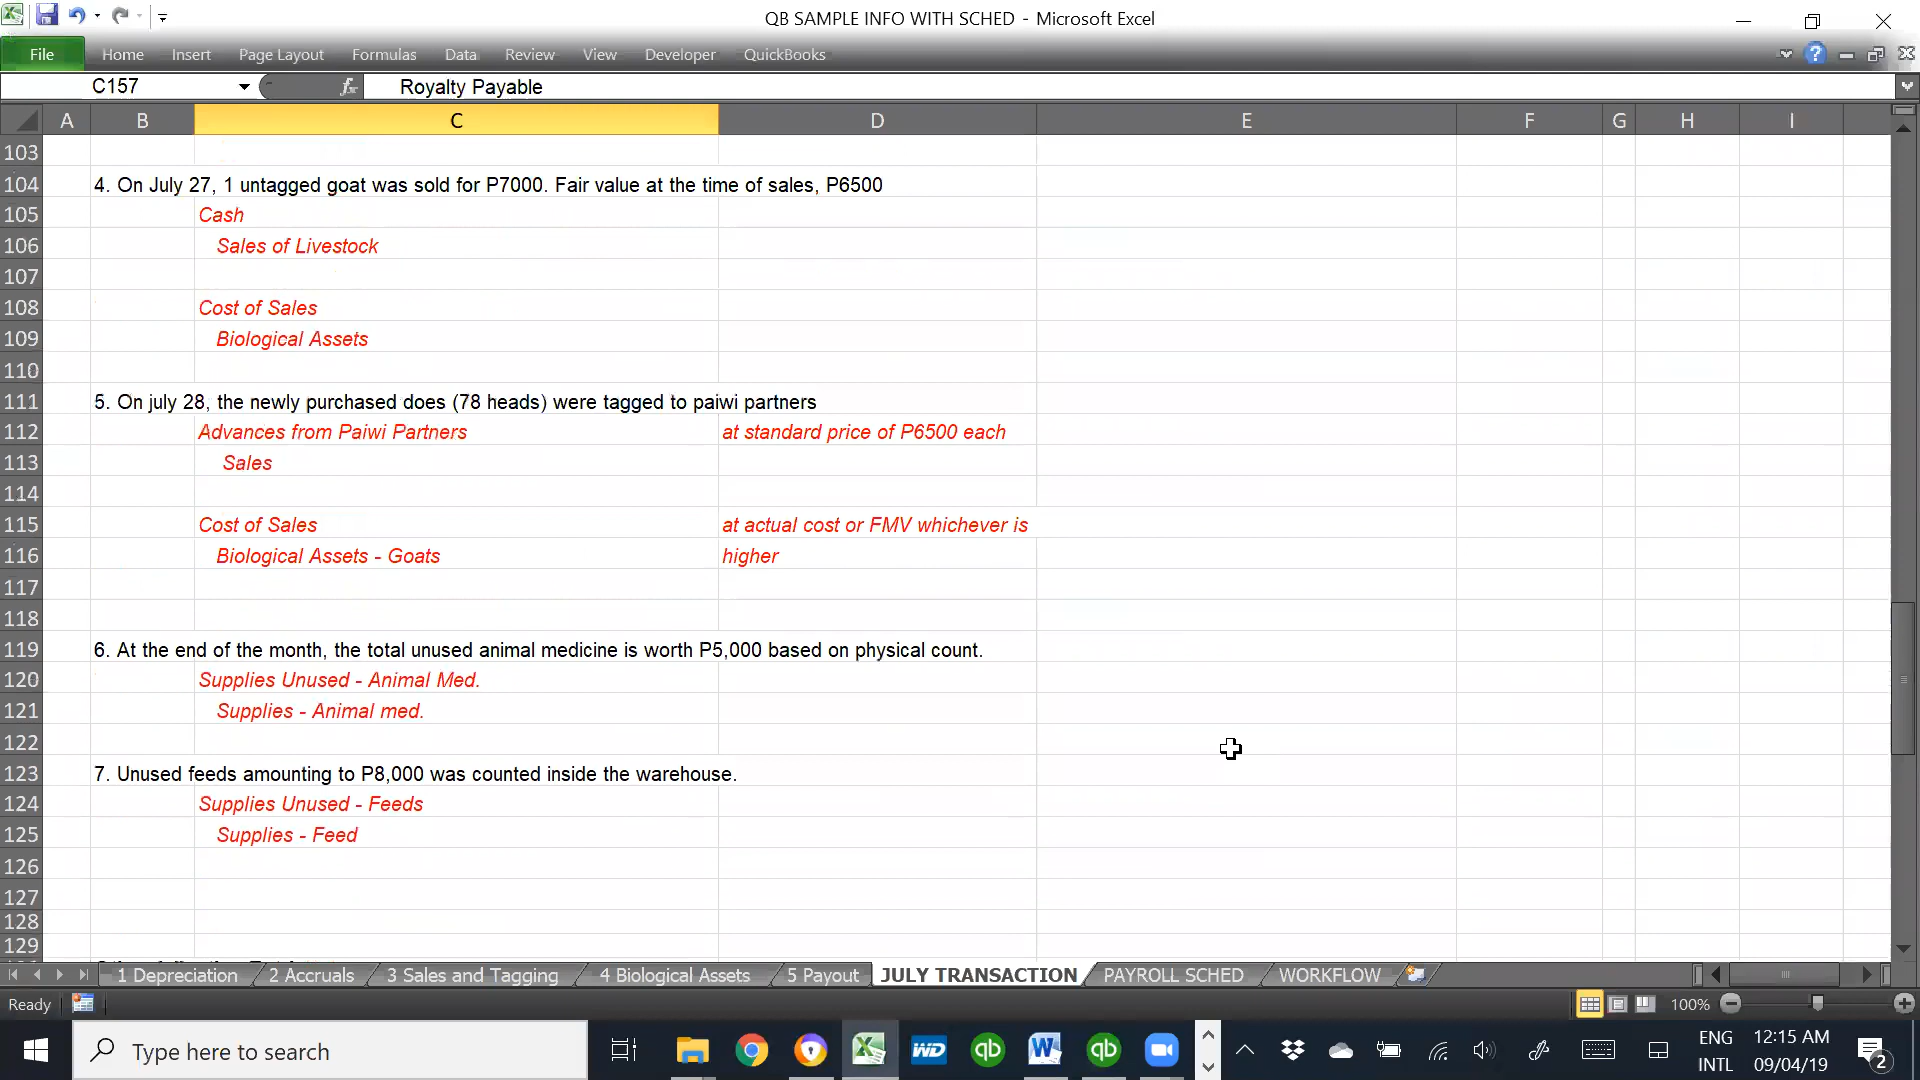 QB SAMPLE INFO WITH SCHED - Microsoft Excel
File Home Insert Page Layout Formulas Data Review View Developer QuickBooks
C157 fx Royalty Payable
A B C D E F G H I
103
104 4. On July 27, 1 untagged goat was sold for P7000. Fair value at the time of sales, P6500
105 Cash
106 Sales of Livestock
107
108 Cost of Sales
109 Biological Assets
110
111 5. On july 28, the newly purchased does (78 heads) were tagged to paiwi partners
112 Advances from Paiwi Partners at standard price of P6500 each
113 Sales
114
115 Cost of Sales at actual cost or FMV whichever is
116 Biological Assets - Goats higher
117
118
119 6. At the end of the month, the total unused animal medicine is worth P5,000 based on physical count.
120 Supplies Unused - Animal Med.
121 Supplies - Animal med.
122
123 7. Unused feeds amounting to P8,000 was counted inside the warehouse.
124 Supplies Unused - Feeds
125 Supplies - Feed
126
127
128
129
1 Depreciation 2 Accruals 3 Sales and Tagging 4 Biological Assets 5 Payout JULY TRANSACTION PAYROLL SCHED WORKFLOW
Ready 100%
Type here to search WD qb W qb ENG 12:15 AM
INTL 09/04/19 2